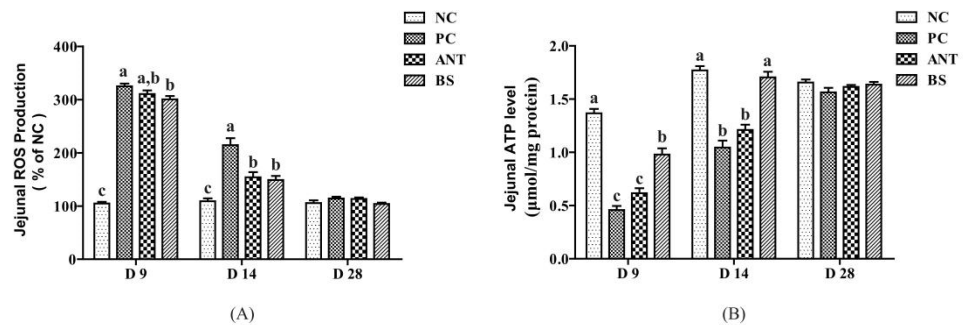 NC
PC
ANT
BS
Jejunal ROS Production
( % of NC )
400
300
200
100
0
c
a
a,b
b
c
a
b
b
D 9
D 14
D 28
(A)
NC
PC
ANT
BS
Jejunal ATP level
(μmol/mg protein)
2.0
1.5
1.0
0.5
0.0
a
c
c
b
a
b
b
a
D 9
D 14
D 28
(B)